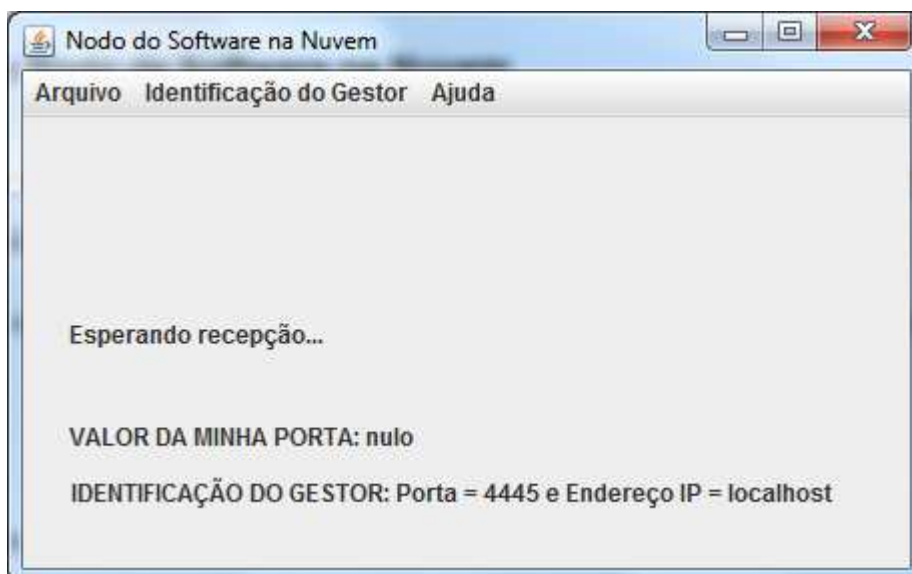 Nodo do Software na Nuvem
Arquivo Identificação do Gestor Ajuda
Esperando recepção...
VALOR DA MINHA PORTA: nulo
IDENTIFICAÇÃO DO GESTOR: Porta = 4445 e Endereço IP = localhost